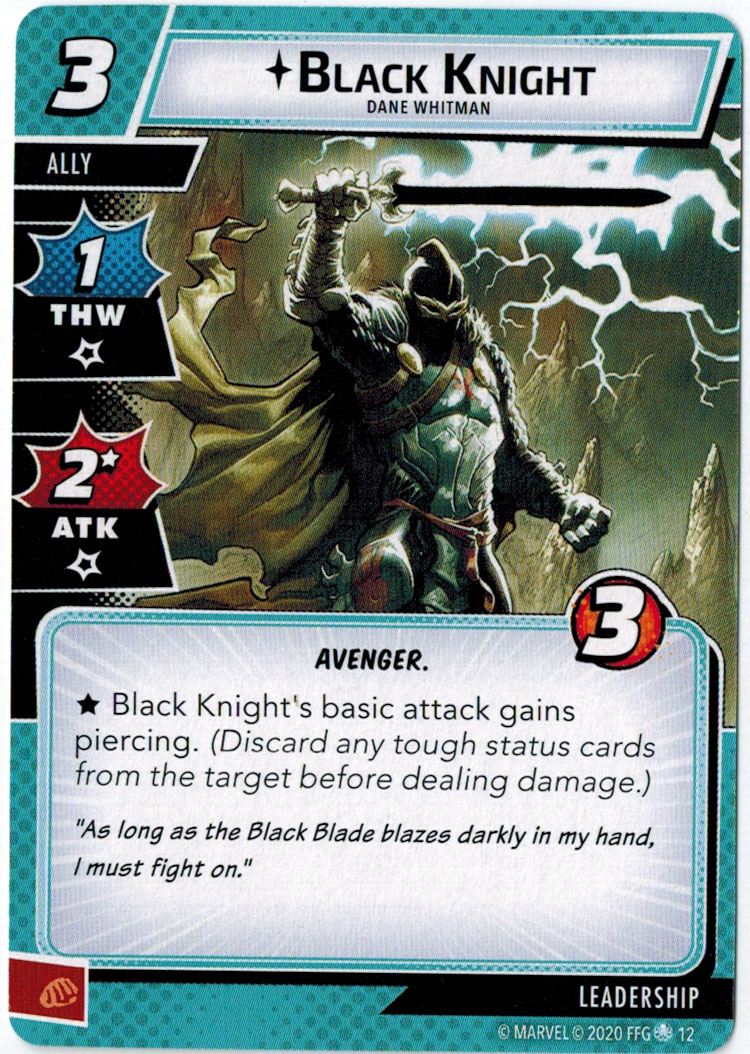 3
BLACK KNIGHT
DANE WHITMAN
ALLY
1
THW
2
ATK
3
AVENGER.
★ Black Knight's basic attack gains
piercing. (Discard any tough status cards
from the target before dealing damage.)
"As long as the Black Blade blazes darkly in my hand,
I must fight on."
LEADERSHIP
© MARVEL © 2020 FFG 12